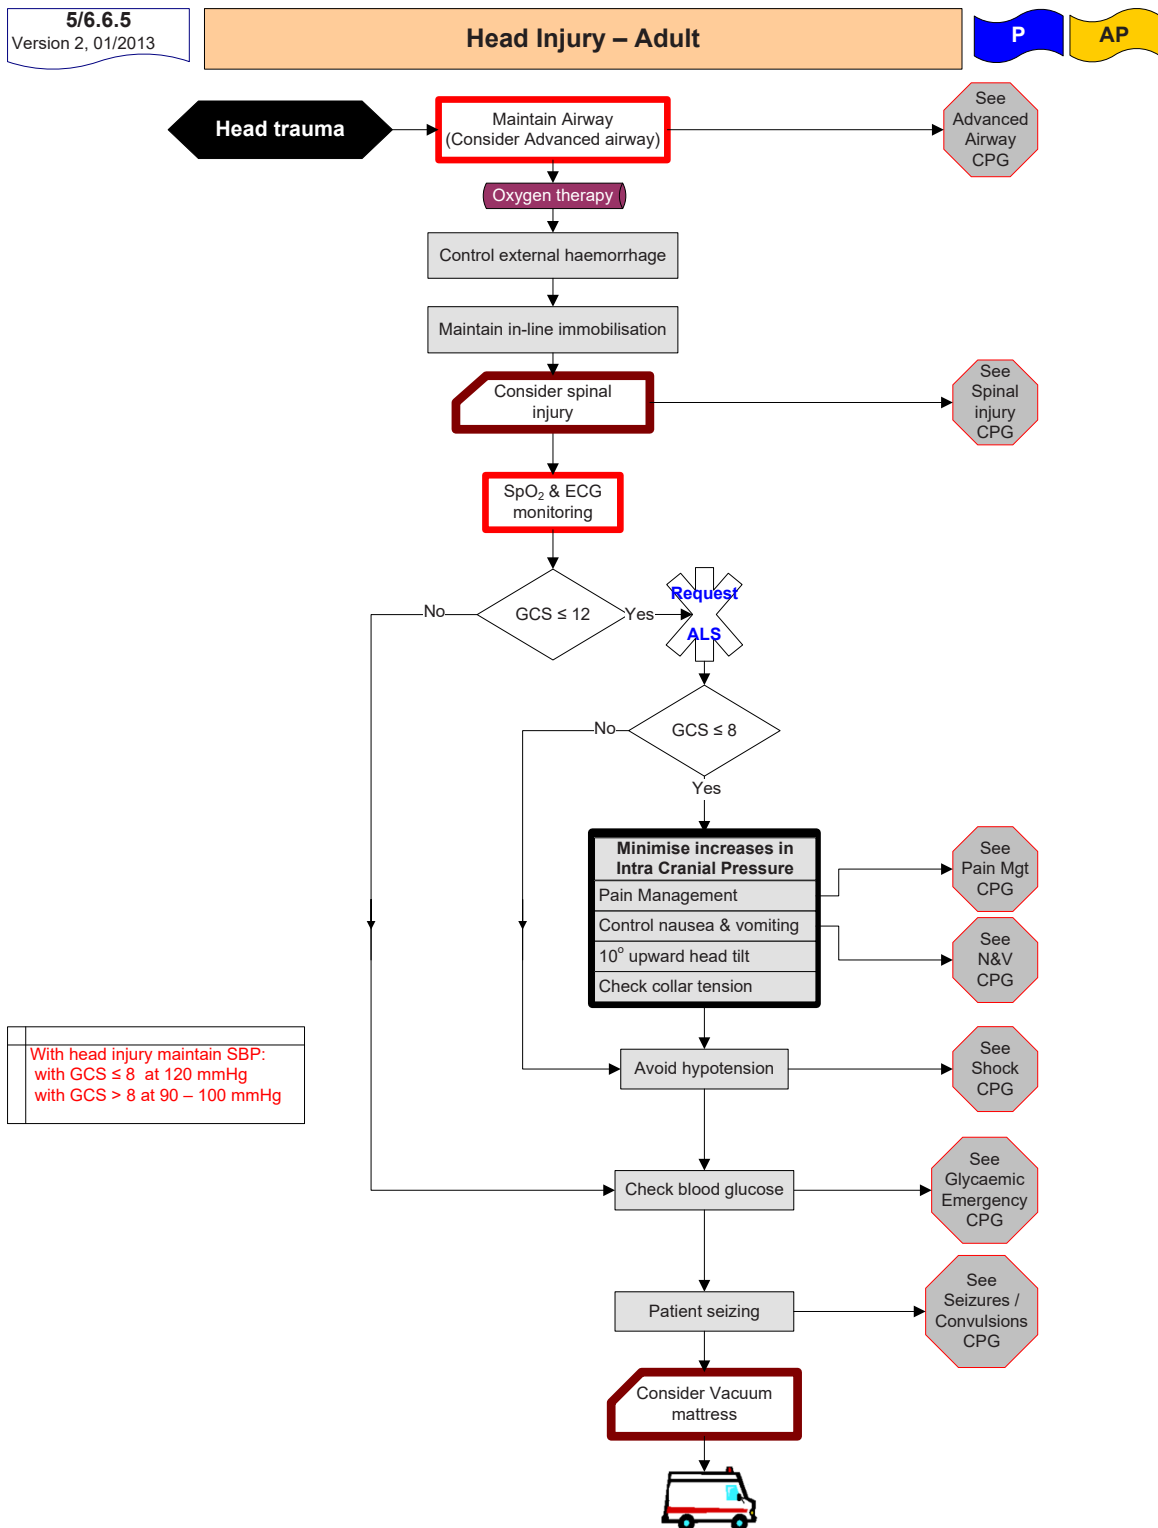 5/6.6.5
Version 2, 01/2013
Head Injury – Adult
P
AP
Head trauma
Maintain Airway
(Consider Advanced airway)
See
Advanced
Airway
CPG
Oxygen therapy
Control external haemorrhage
Maintain in-line immobilisation
Consider spinal
injury
See
Spinal
injury
CPG
SpO₂ & ECG
monitoring
GCS ≤ 12
No
Yes
Request
ALS
GCS ≤ 8
No
Yes
Minimise increases in
Intra Cranial Pressure
Pain Management
Control nausea & vomiting
10° upward head tilt
Check collar tension
See
Pain Mgt
CPG
See
N&V
CPG
With head injury maintain SBP:
with GCS ≤ 8 at 120 mmHg
with GCS > 8 at 90 – 100 mmHg
Avoid hypotension
See
Shock
CPG
Check blood glucose
See
Glycaemic
Emergency
CPG
Patient seizing
See
Seizures /
Convulsions
CPG
Consider Vacuum
mattress